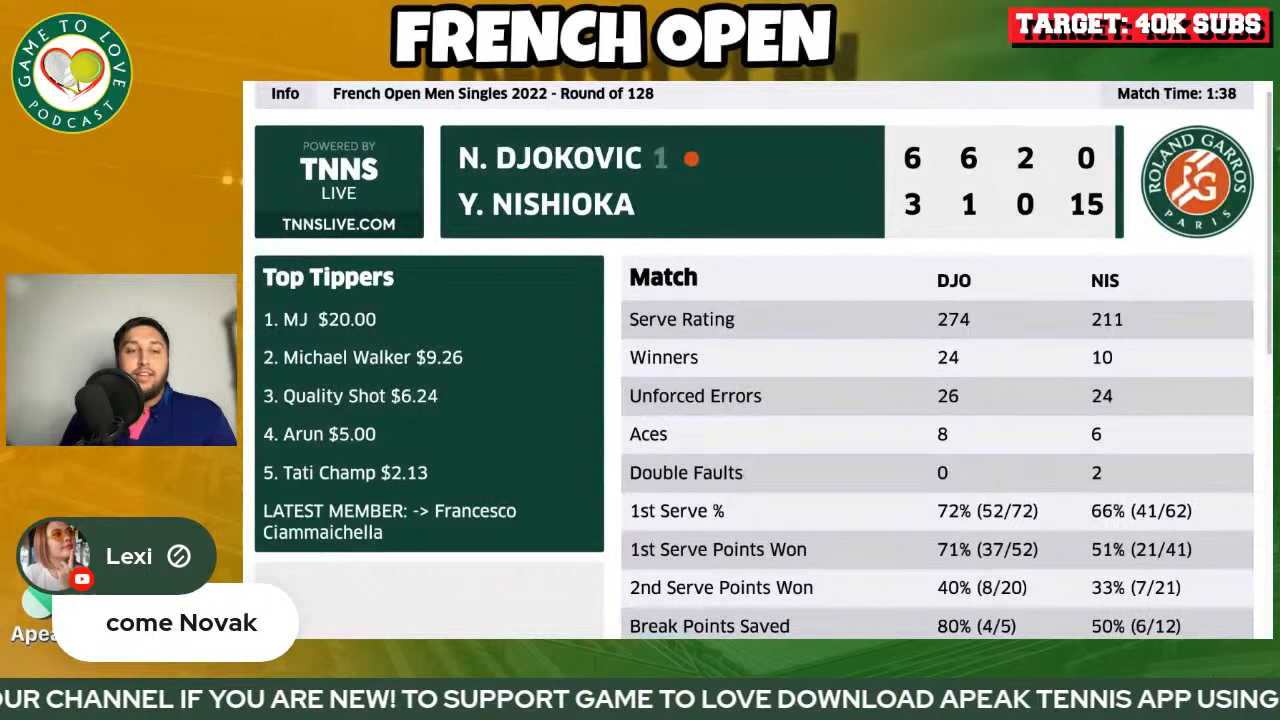 GAME TO LOVE
PODCAST
FRENCH OPEN
TARGET: 40K SUBS
Info French Open Men Singles 2022 - Round of 128 Match Time: 1:38
POWERED BY
TNNS
LIVE
TNNSLIVE.COM
N. DJOKOVIC 1 6 6 2 0
Y. NISHIOKA 3 1 0 15
ROLAND GARROS
RG
PARIS
Top Tippers
1. MJ $20.00
2. Michael Walker $9.26
3. Quality Shot $6.24
4. Arun $5.00
5. Tati Champ $2.13
LATEST MEMBER: -> Francesco
Ciammaichella
Match DJO NIS
Serve Rating 274 211
Winners 24 10
Unforced Errors 26 24
Aces 8 6
Double Faults 0 2
1st Serve % 72% (52/72) 66% (41/62)
1st Serve Points Won 71% (37/52) 51% (21/41)
2nd Serve Points Won 40% (8/20) 33% (7/21)
Break Points Saved 80% (4/5) 50% (6/12)
Lexi
come Novak
Apea
OUR CHANNEL IF YOU ARE NEW! TO SUPPORT GAME TO LOVE DOWNLOAD APEAK TENNIS APP USING